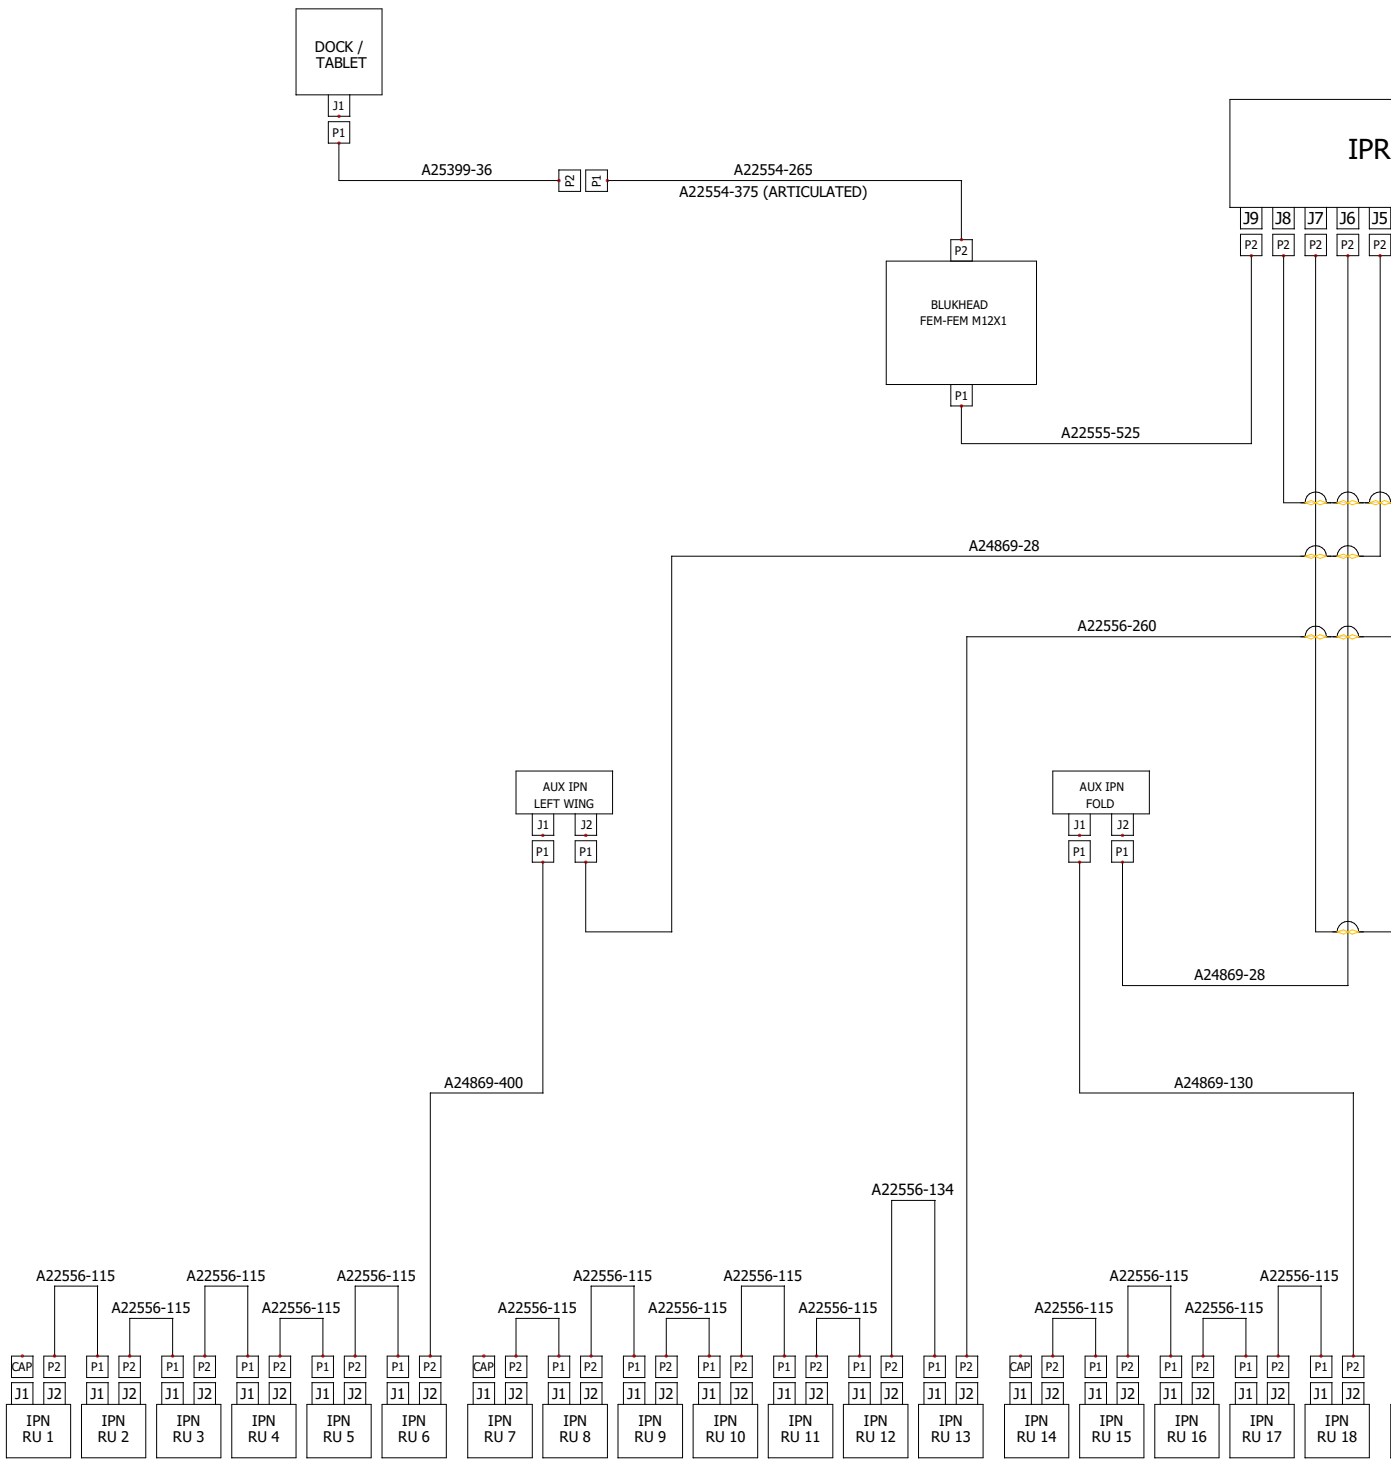 DOCK /
TABLET
J1
P1
A25399-36
P2
P1
A22554-265
A22554-375 (ARTICULATED)
IPR
J9 J8 J7 J6 J5
P2 P2 P2 P2 P2
P2
BLUKHEAD
FEM-FEM M12X1
P1
A22555-525
A24869-28
A22556-260
AUX IPN
LEFT WING
J1 J2
P1 P1
AUX IPN
FOLD
J1 J2
P1 P1
A24869-28
A24869-400
A24869-130
A22556-134
A22556-115 A22556-115 A22556-115 A22556-115 A22556-115 A22556-115 A22556-115
A22556-115 A22556-115 A22556-115 A22556-115 A22556-115 A22556-115 A22556-115
CAP P2 P1 P2 P1 P2 P1 P2 P1 P2 P1 P2 CAP P2 P1 P2 P1 P2 P1 P2 P1 P2 P1 P2 P1 P2 CAP P2 P1 P2 P1 P2 P1 P2 P1 P2
J1 J2 J1 J2 J1 J2 J1 J2 J1 J2 J1 J2 J1 J2 J1 J2 J1 J2 J1 J2 J1 J2 J1 J2 J1 J2 J1 J2 J1 J2 J1 J2 J1 J2 J1 J2
IPN IPN IPN IPN IPN IPN IPN IPN IPN IPN IPN IPN IPN IPN IPN IPN IPN IPN
RU 1 RU 2 RU 3 RU 4 RU 5 RU 6 RU 7 RU 8 RU 9 RU 10 RU 11 RU 12 RU 13 RU 14 RU 15 RU 16 RU 17 RU 18